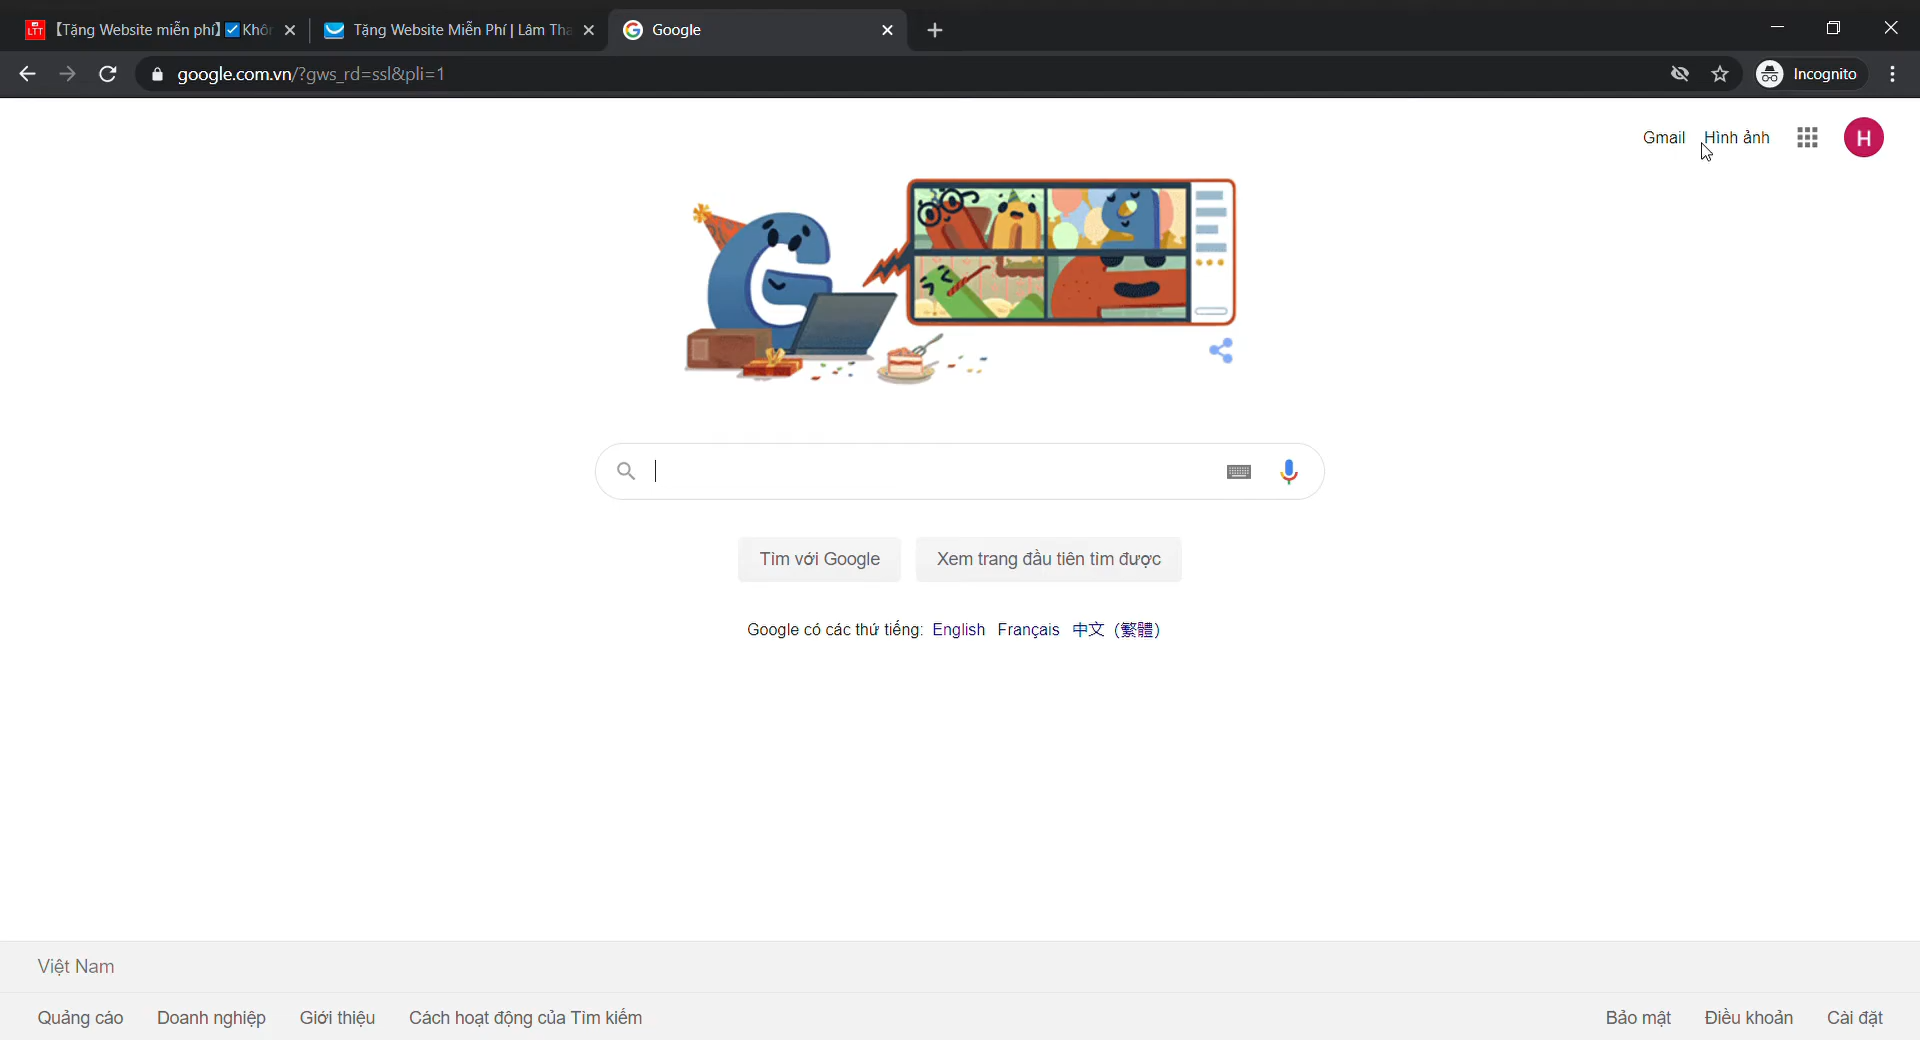 LTT 【Tặng Website miễn phí】☑Khôn
Tặng Website Miễn Phí | Lâm Tha
Google
google.com.vn/?gws_rd=ssl&pli=1
Incognito
Gmail Hình ảnh H
Tìm với Google
Xem trang đầu tiên tìm được
Google có các thứ tiếng: English Français 中文 (繁體)
Việt Nam
Quảng cáo Doanh nghiệp Giới thiệu Cách hoạt động của Tìm kiếm
Bảo mật Điều khoản Cài đặt